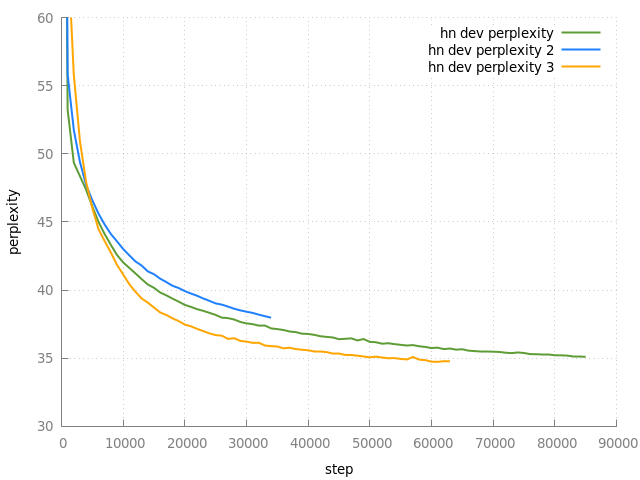 60
55
50
45
40
35
30
perplexity
hn dev perplexity
hn dev perplexity 2
hn dev perplexity 3
0 10000 20000 30000 40000 50000 60000 70000 80000 90000
step